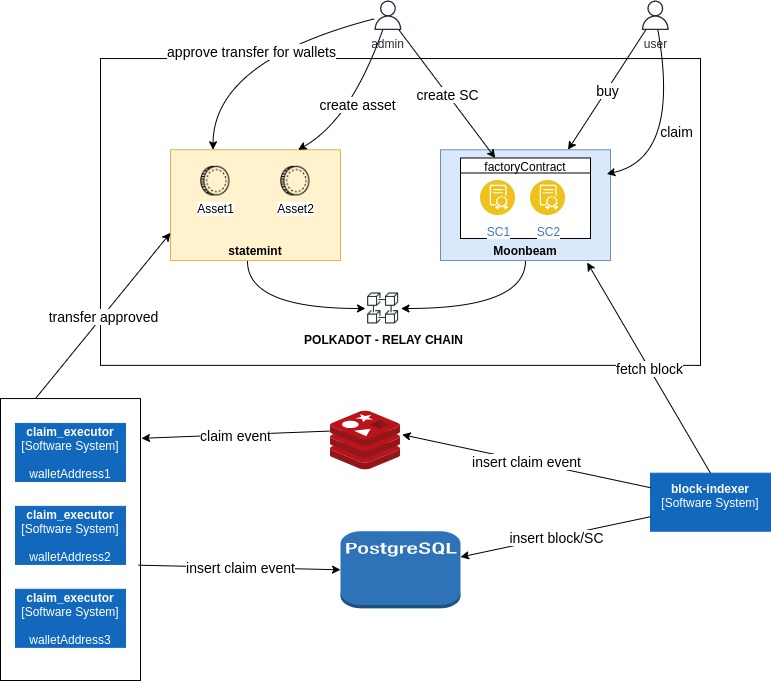 admin
user
approve transfer for wallets
create asset
create SC
buy
claim
factoryContract
Asset1
Asset2
SC1
SC2
statemint
Moonbeam
transfer approved
POLKADOT - RELAY CHAIN
fetch block
claim_executor
[Software System]
walletAddress1
claim event
insert claim event
block-indexer
[Software System]
claim_executor
[Software System]
walletAddress2
insert block/SC
PostgreSQL
insert claim event
claim_executor
[Software System]
walletAddress3